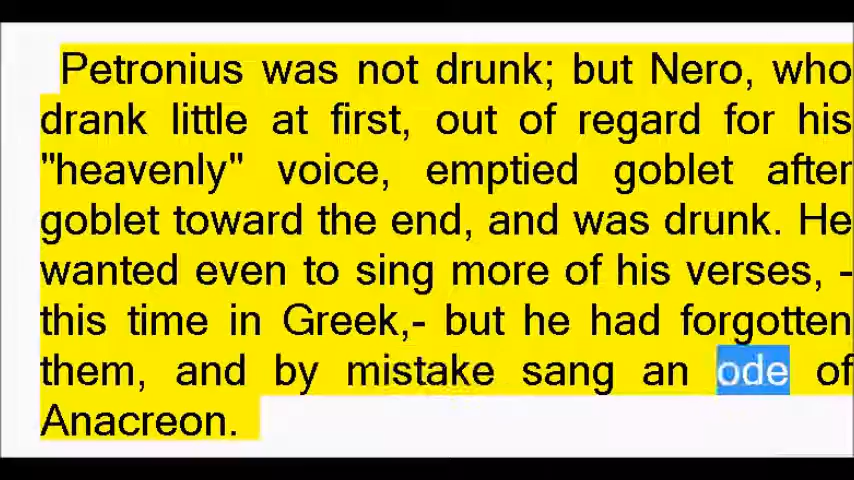 Petronius was not drunk; but Nero, who
drank little at first, out of regard for his
"heavenly" voice, emptied goblet after
goblet toward the end, and was drunk. He
wanted even to sing more of his verses, -
this time in Greek,- but he had forgotten
them, and by mistake sang an ode of
Anacreon.